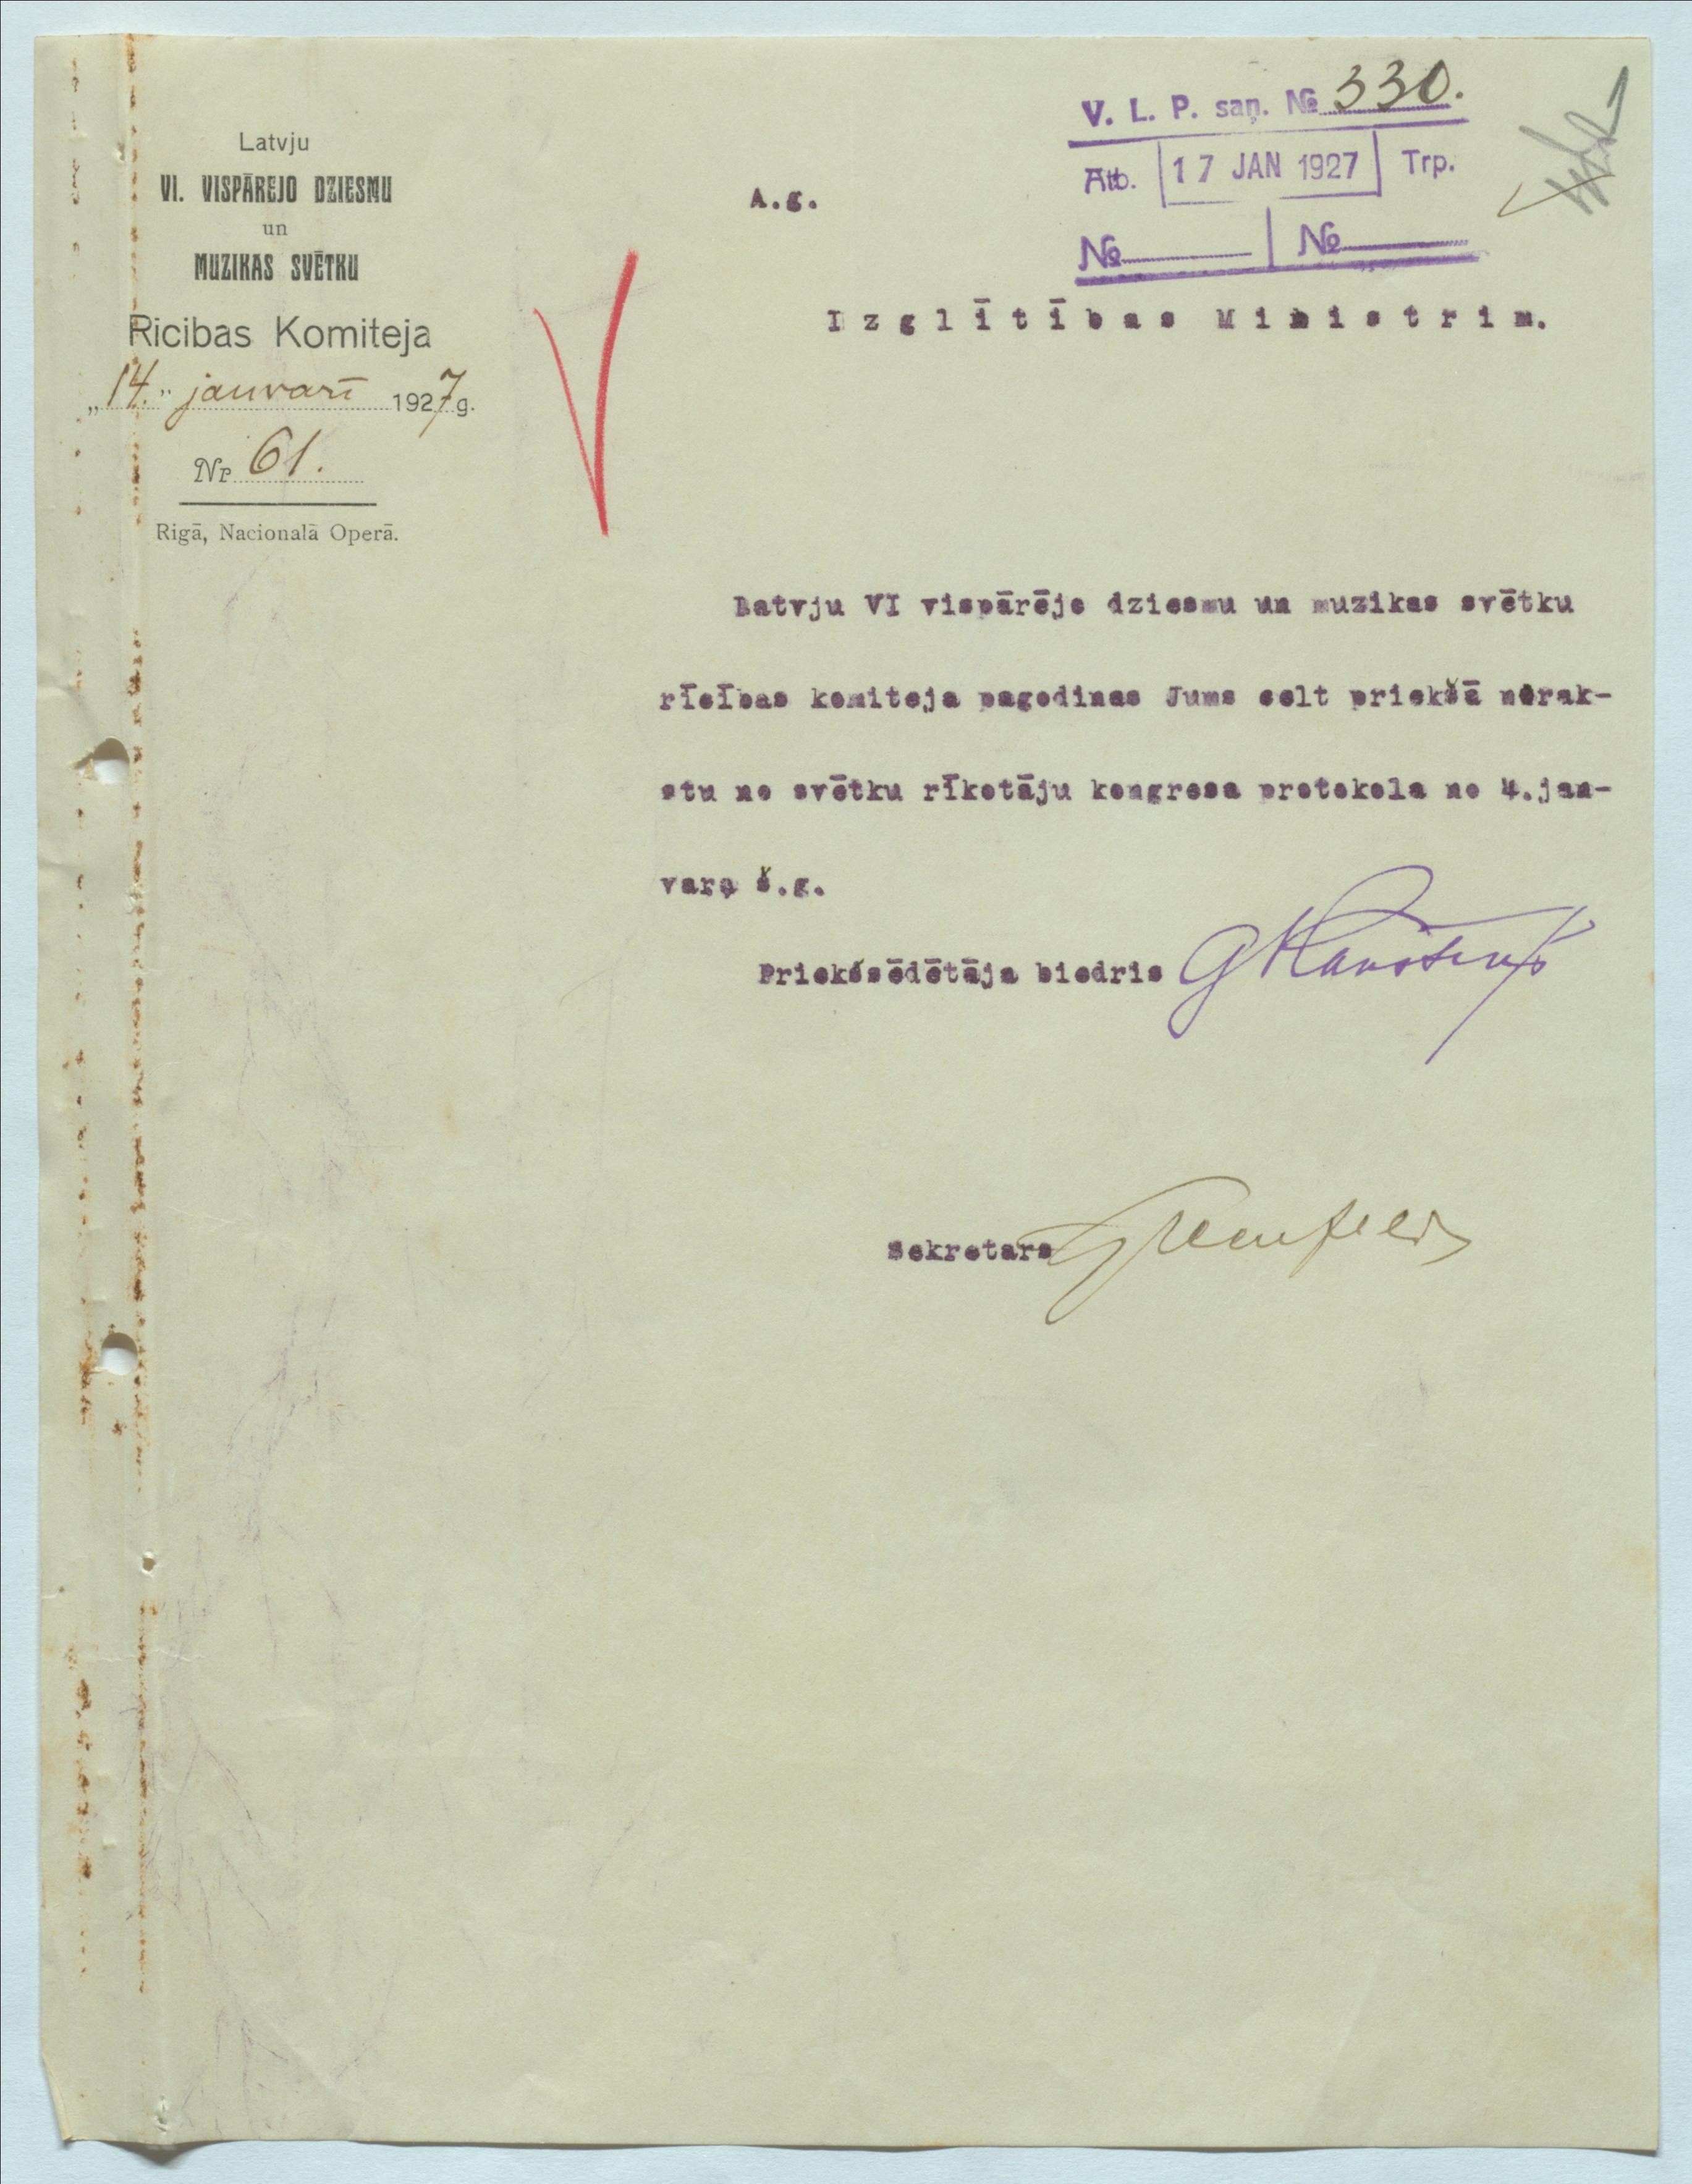 Latvju
VI. VISPĀREJO DZIESMU
un
MUZIKAS SVĒTKU
Rīcibas Komiteja
„14.” janvarī 1927 g.
Nr 61.
Rigā, Nacionalā Operā.
V. L. P. saņ. № 330.
Atb. 17 JAN 1927 Trp.
№ №
A.g.
Izglītības Ministrim.
Latvju VI vispārējo dziesmu un muzikas svētku
rīcības komiteja pagodinas Jums celt priekšā norak-
stu no svētku rīkotāju kongresa protokola no 4.jan-
vara š.g.
Priekšsēdētāja biedris
Sekretars